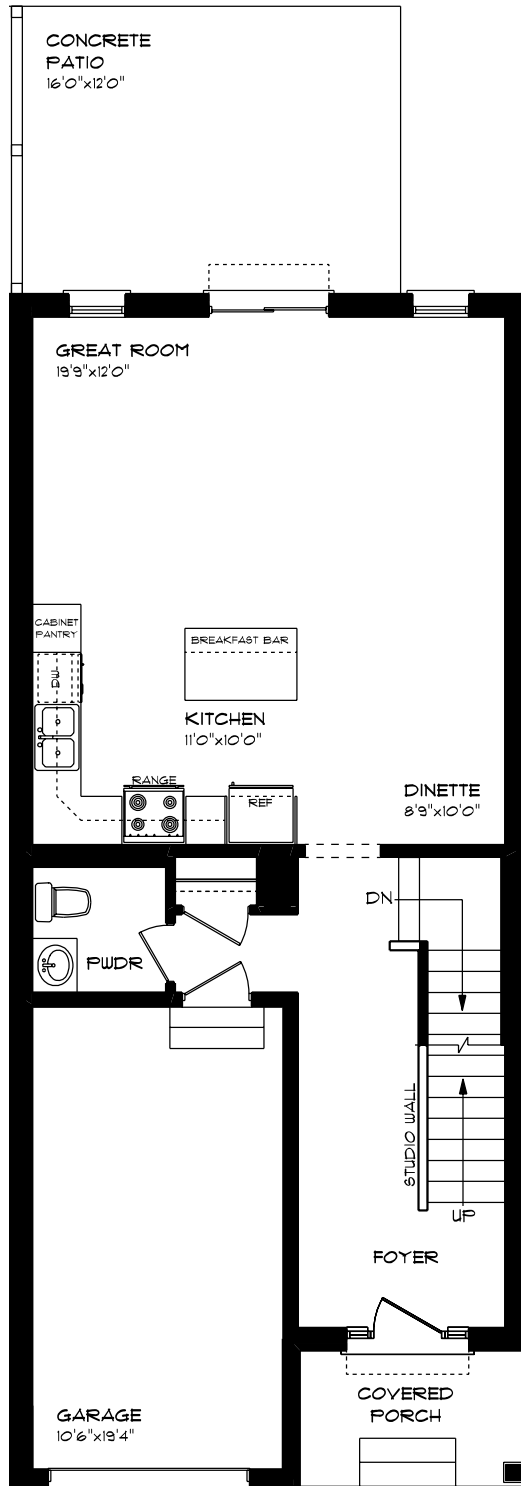 CONCRETE
PATIO
16'0"x12'0"
GREAT ROOM
19'9"x12'0"
CABINET
PANTRY
BREAKFAST BAR
DW
KITCHEN
11'0"x10'0"
RANGE
REF
DINETTE
8'9"x10'0"
DN
PWDR
STUDIO WALL
UP
FOYER
COVERED
PORCH
GARAGE
10'6"x19'4"